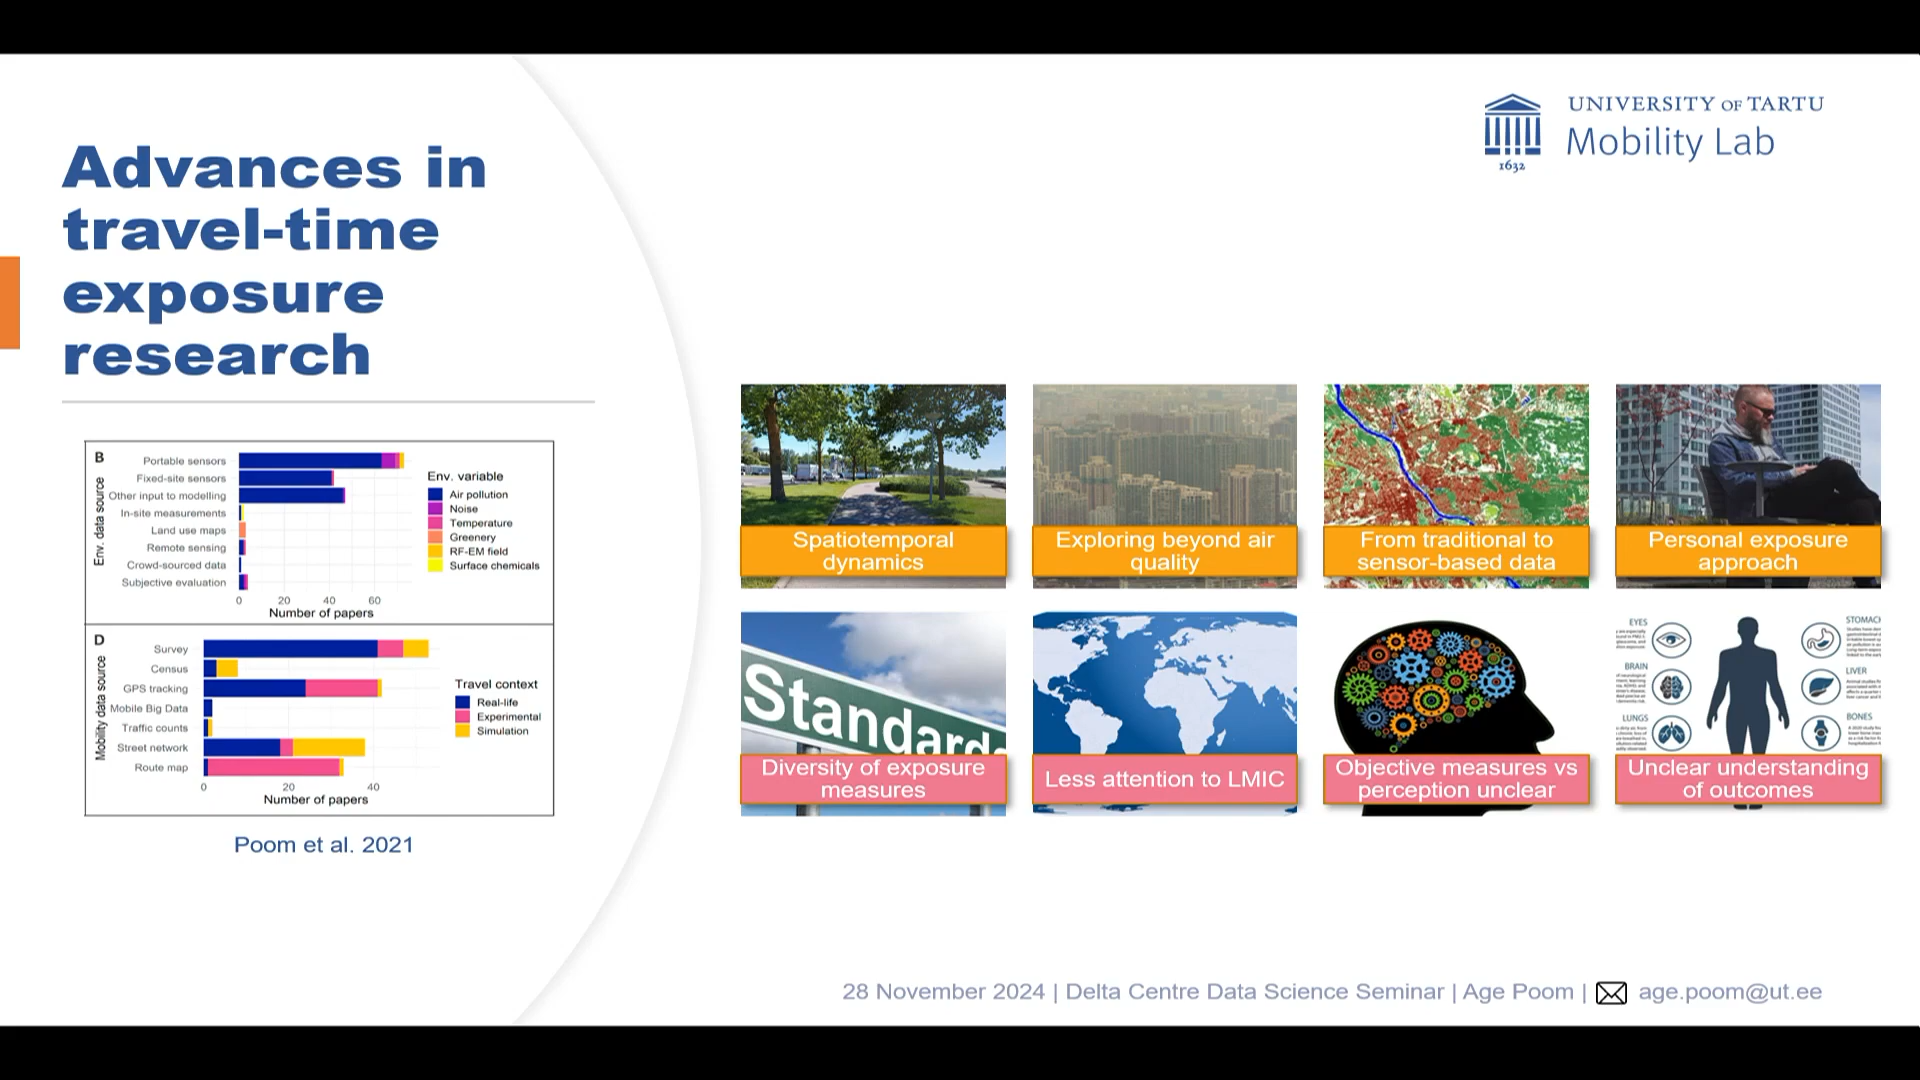 Advances in
travel-time
exposure
research
UNIVERSITY OF TARTU
Mobility Lab
1632
B
Env. data source
Portable sensors
Fixed-site sensors
Other input to modelling
In-site measurements
Land use maps
Remote sensing
Crowd-sourced data
Subjective evaluation
0 20 40 60
Number of papers
Env. variable
Air pollution
Noise
Temperature
Greenery
RF-EM field
Surface chemicals
D
Mobility data source
Survey
Census
GPS tracking
Mobile Big Data
Traffic counts
Street network
Route map
0 20 40
Number of papers
Travel context
Real-life
Experimental
Simulation
Poom et al. 2021
Spatiotemporal
dynamics
Exploring beyond air
quality
From traditional to
sensor-based data
Personal exposure
approach
Standards
Diversity of exposure
measures
Less attention to LMIC
Objective measures vs
perception unclear
EYES
BRAIN
LUNGS
STOMACH
LIVER
BONES
Unclear understanding
of outcomes
28 November 2024 | Delta Centre Data Science Seminar | Age Poom | age.poom@ut.ee